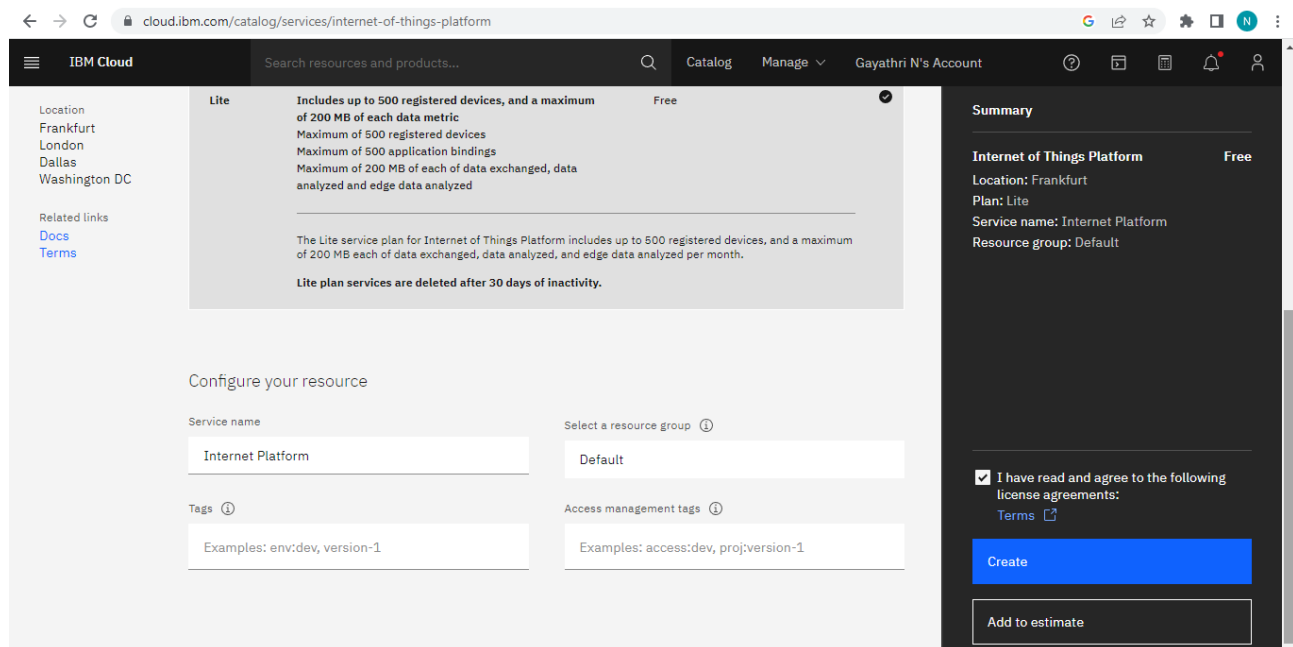 cloud.ibm.com/catalog/services/internet-of-things-platform
G
N
IBM Cloud
Search resources and products...
Catalog
Manage
Gayathri N's Account
Location
Frankfurt
London
Dallas
Washington DC
Related links
Docs
Terms
Lite
Includes up to 500 registered devices, and a maximum
of 200 MB of each data metric
Maximum of 500 registered devices
Maximum of 500 application bindings
Maximum of 200 MB of each of data exchanged, data
analyzed and edge data analyzed
Free
The Lite service plan for Internet of Things Platform includes up to 500 registered devices, and a maximum
of 200 MB each of data exchanged, data analyzed, and edge data analyzed per month.
Lite plan services are deleted after 30 days of inactivity.
Configure your resource
Service name
Internet Platform
Select a resource group
Default
Tags
Examples: env:dev, version-1
Access management tags
Examples: access:dev, proj:version-1
Summary
Internet of Things Platform Free
Location: Frankfurt
Plan: Lite
Service name: Internet Platform
Resource group: Default
I have read and agree to the following
license agreements:
Terms
Create
Add to estimate